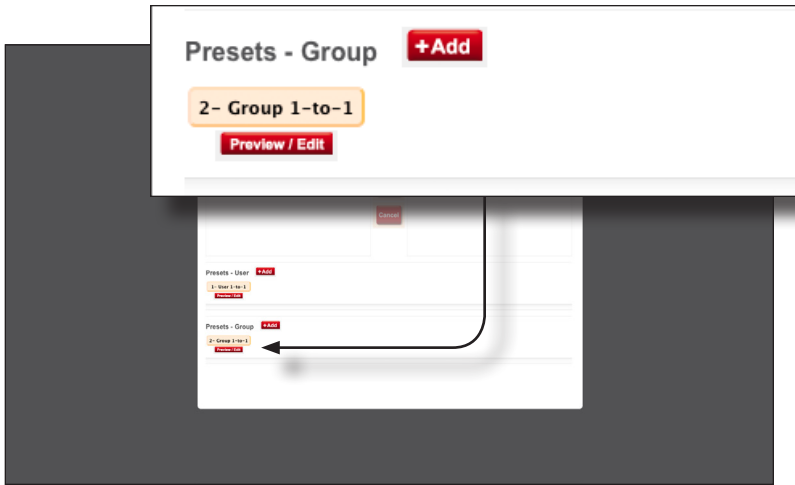 Presets - Group +Add
2- Group 1-to-1
Preview / Edit
Cancel
Presets - User +Add
1- User 1-to-1
Preview / Edit
Presets - Group +Add
2- Group 1-to-1
Preview / Edit